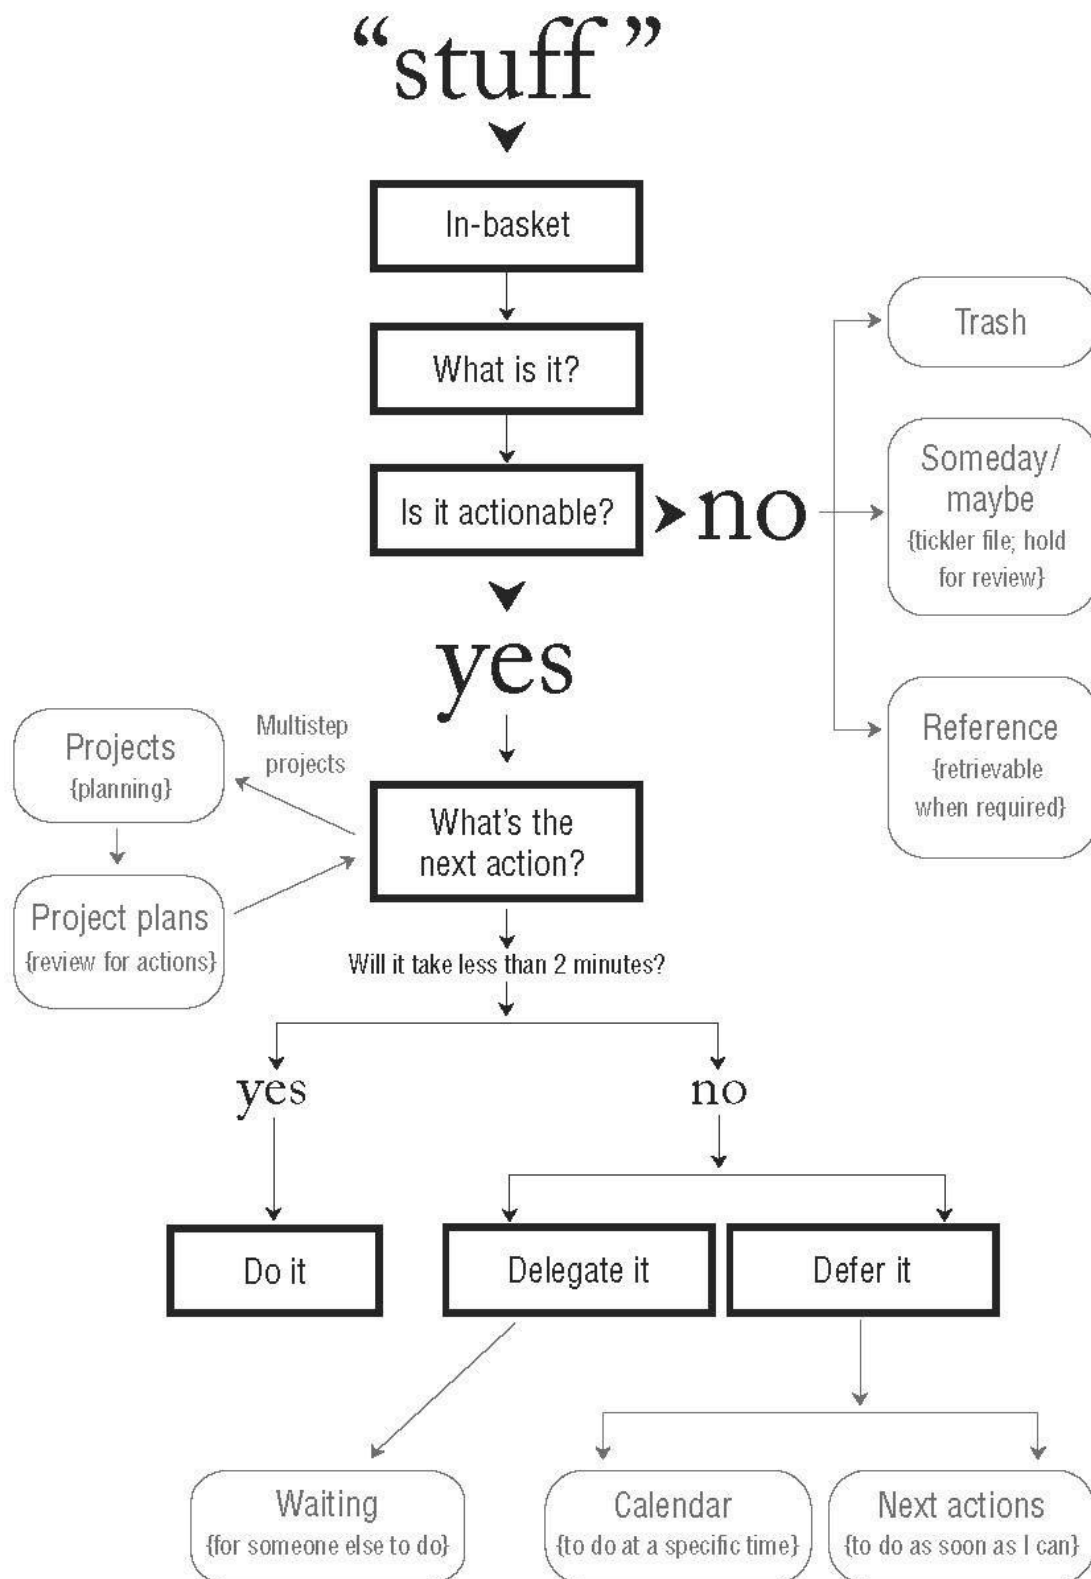 “stuff”
In-basket
What is it?
Is it actionable?
no
Trash
Someday/
maybe
{tickler file; hold
for review}
Reference
{retrievable
when required}
yes
Multistep
projects
Projects
{planning}
Project plans
{review for actions}
What's the
next action?
Will it take less than 2 minutes?
yes
no
Do it
Delegate it
Defer it
Waiting
{for someone else to do}
Calendar
{to do at a specific time}
Next actions
{to do as soon as I can}